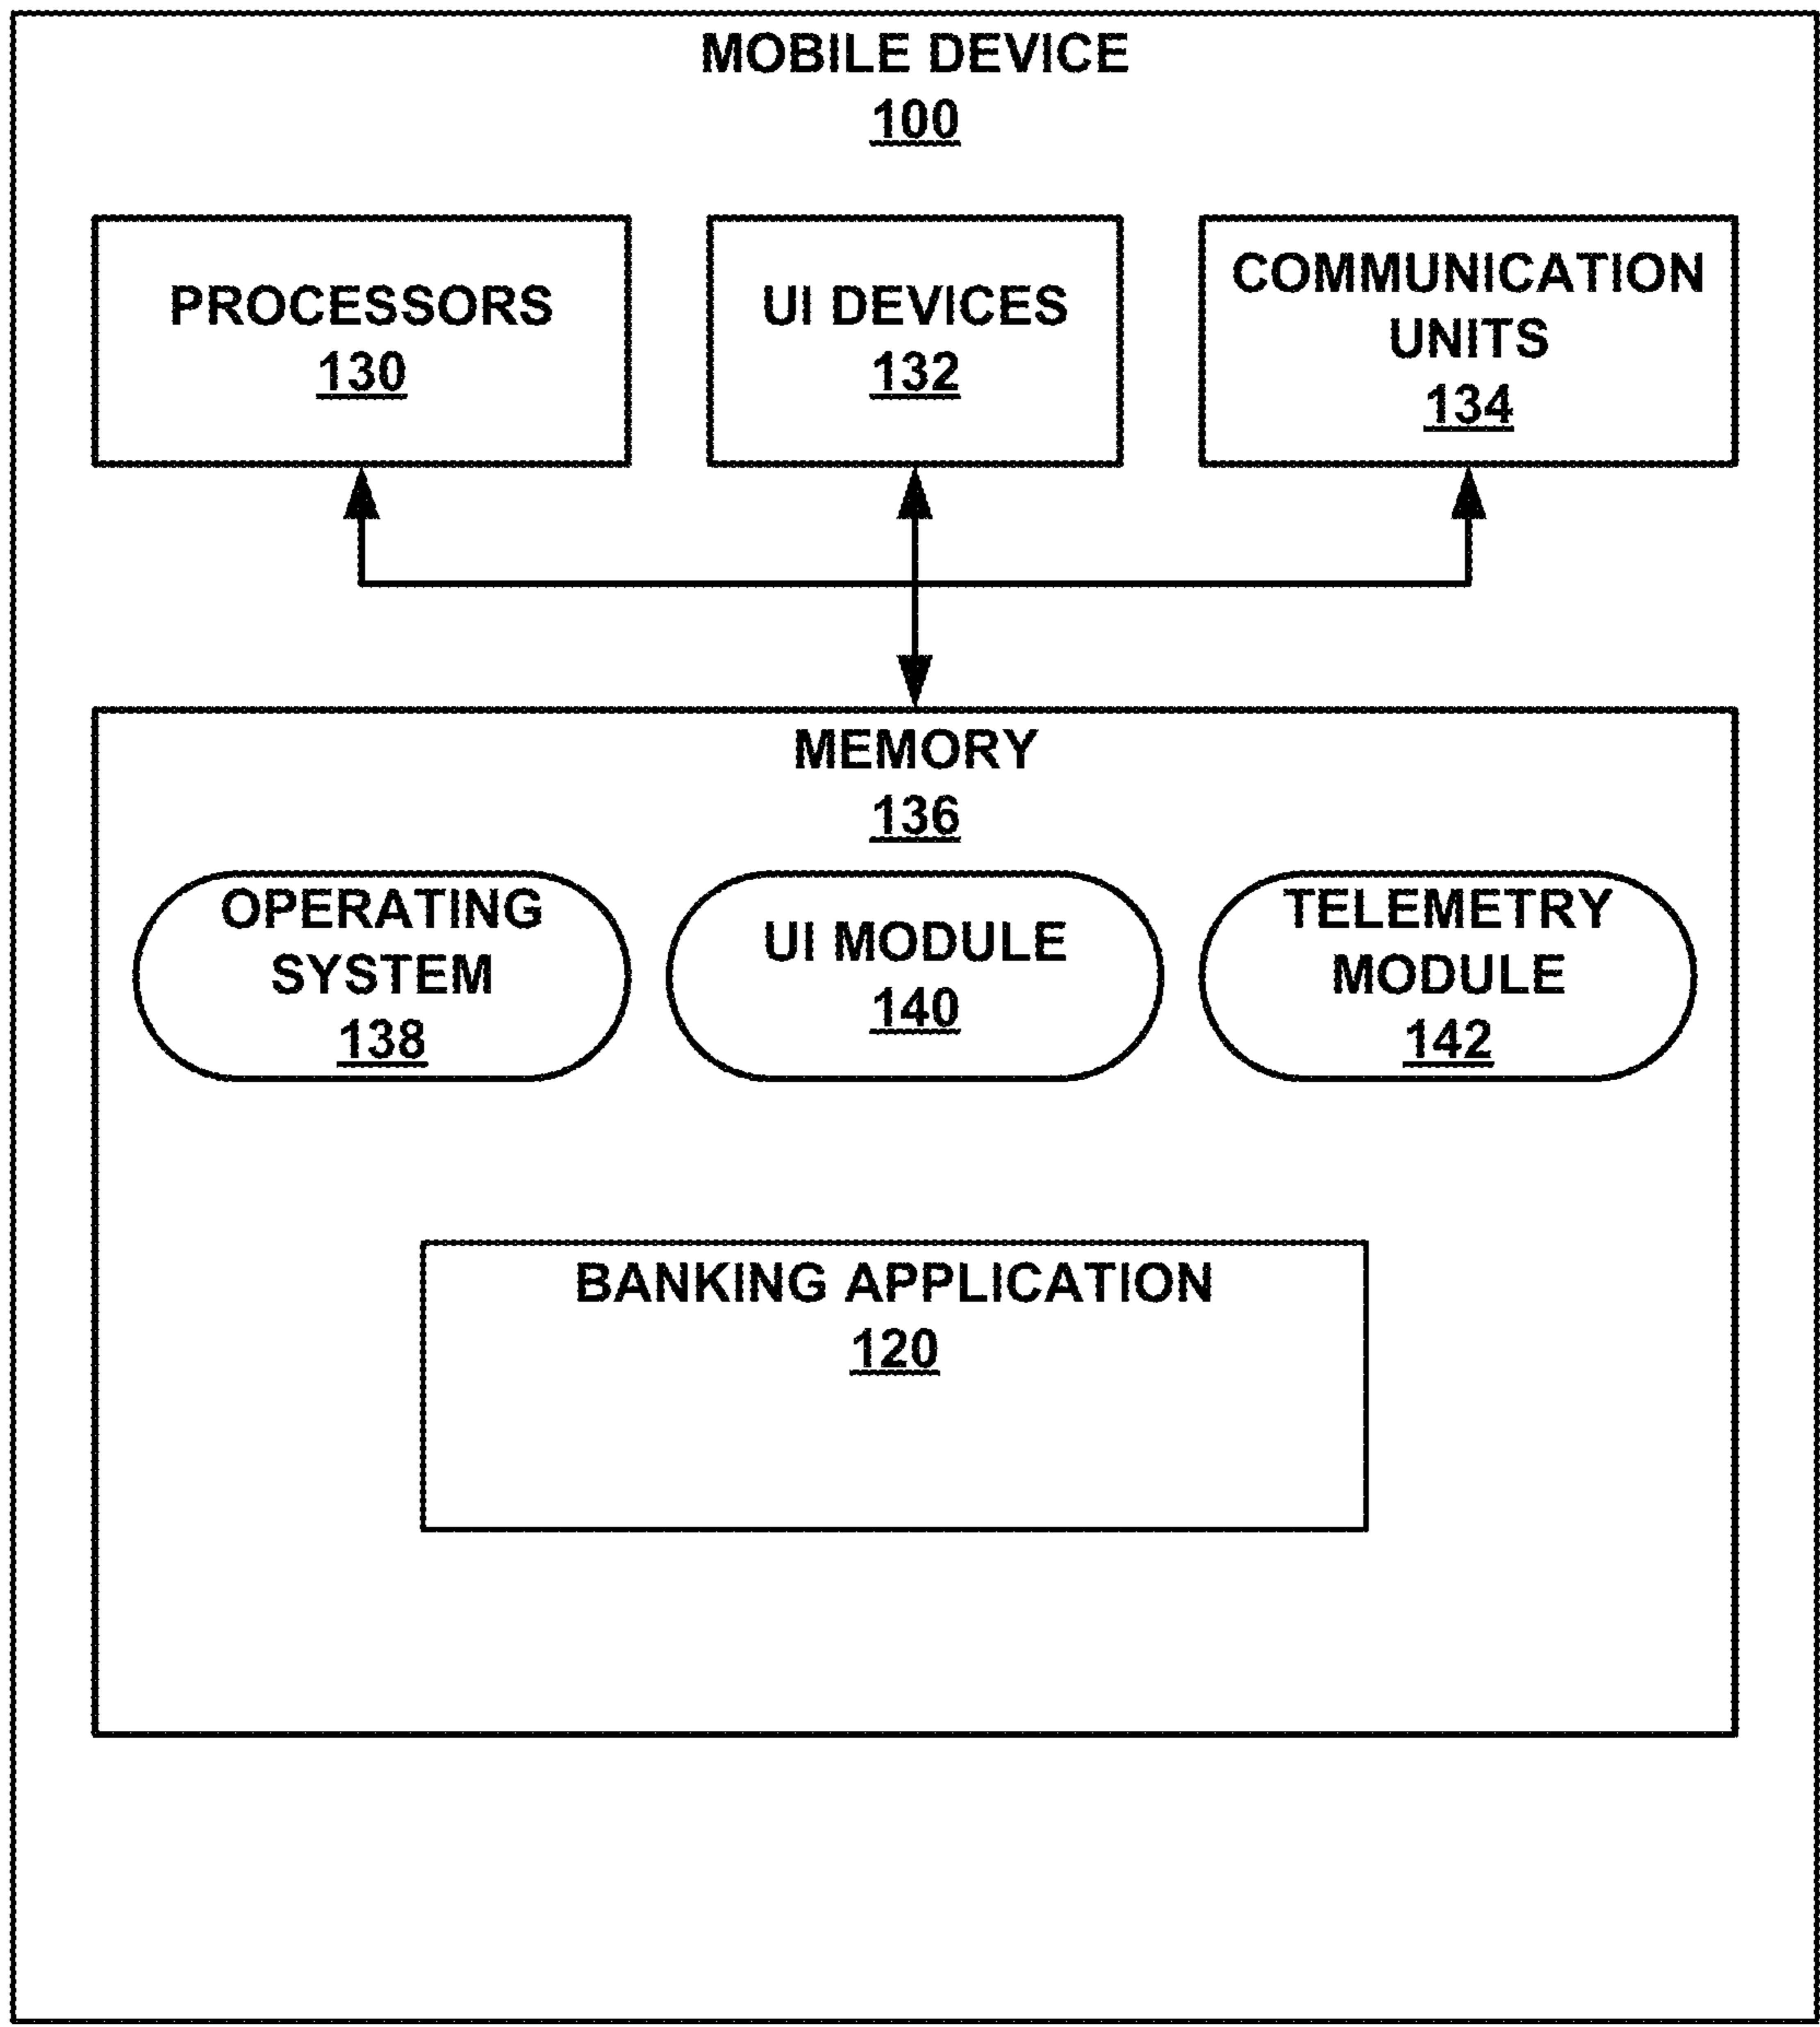 MOBILE DEVICE
100
PROCESSORS
130
UI DEVICES
132
COMMUNICATION
UNITS
134
MEMORY
136
OPERATING
SYSTEM
138
UI MODULE
140
TELEMETRY
MODULE
142
BANKING APPLICATION
120